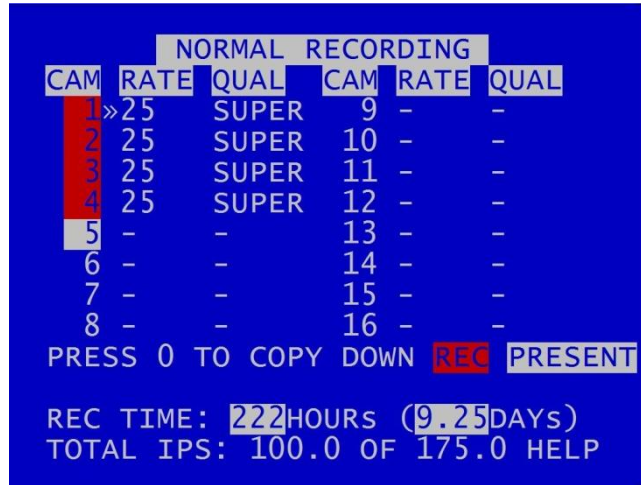 NORMAL RECORDING
CAM RATE QUAL CAM RATE QUAL
1 »25 SUPER 9 – –
2 25 SUPER 10 – –
3 25 SUPER 11 – –
4 25 SUPER 12 – –
5 – – 13 – –
6 – – 14 – –
7 – – 15 – –
8 – – 16 – –
PRESS 0 TO COPY DOWN REC PRESENT
REC TIME: 222HOURs (9.25DAYs)
TOTAL IPS: 100.0 OF 175.0 HELP